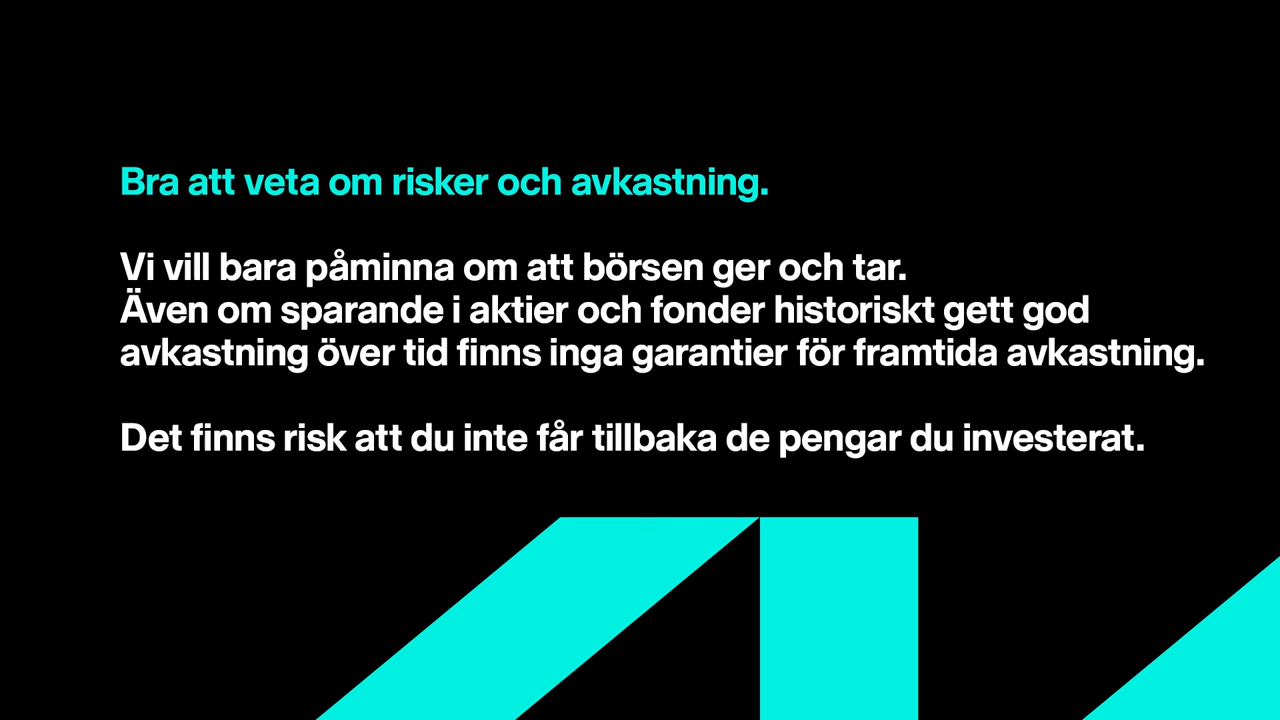 Bra att veta om risker och avkastning.
Vi vill bara påminna om att börsen ger och tar.
Även om sparande i aktier och fonder historiskt gett god
avkastning över tid finns inga garantier för framtida avkastning.
Det finns risk att du inte får tillbaka de pengar du investerat.